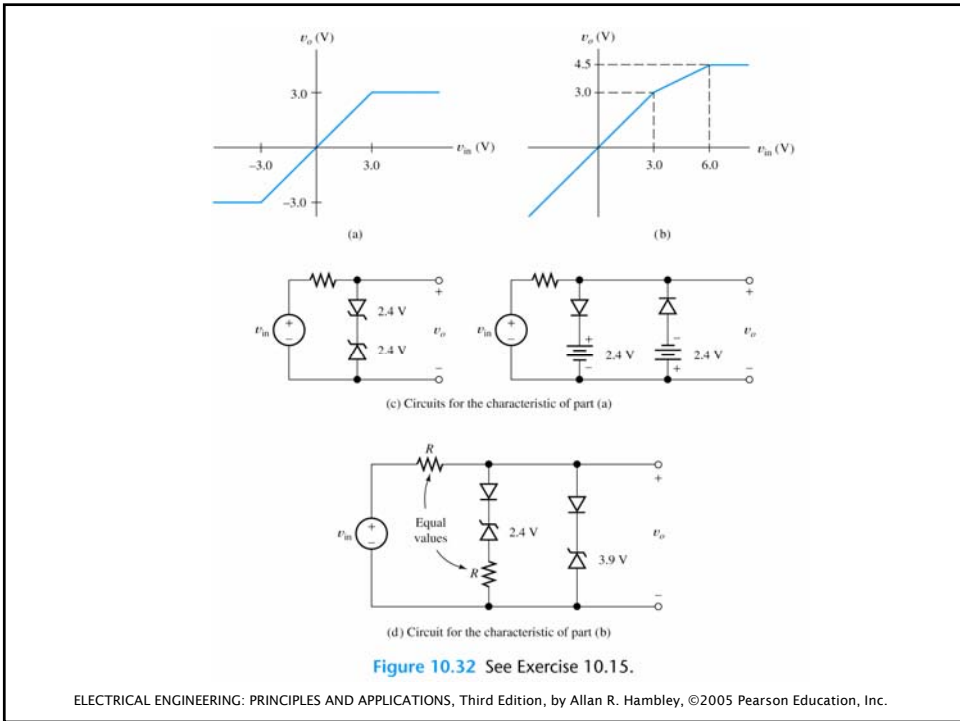 v_o (V)
3.0
v_in (V)
-3.0
3.0
-3.0
(a)
v_o (V)
4.5
3.0
v_in (V)
3.0
6.0
(b)
v_in
+
−
2.4 V
2.4 V
+
v_o
−
v_in
+
−
+
2.4 V
−
−
2.4 V
+
+
v_o
−
(c) Circuits for the characteristic of part (a)
R
v_in
+
−
Equal
values
R
2.4 V
3.9 V
+
v_o
−
(d) Circuit for the characteristic of part (b)
Figure 10.32 See Exercise 10.15.
ELECTRICAL ENGINEERING: PRINCIPLES AND APPLICATIONS, Third Edition, by Allan R. Hambley, ©2005 Pearson Education, Inc.